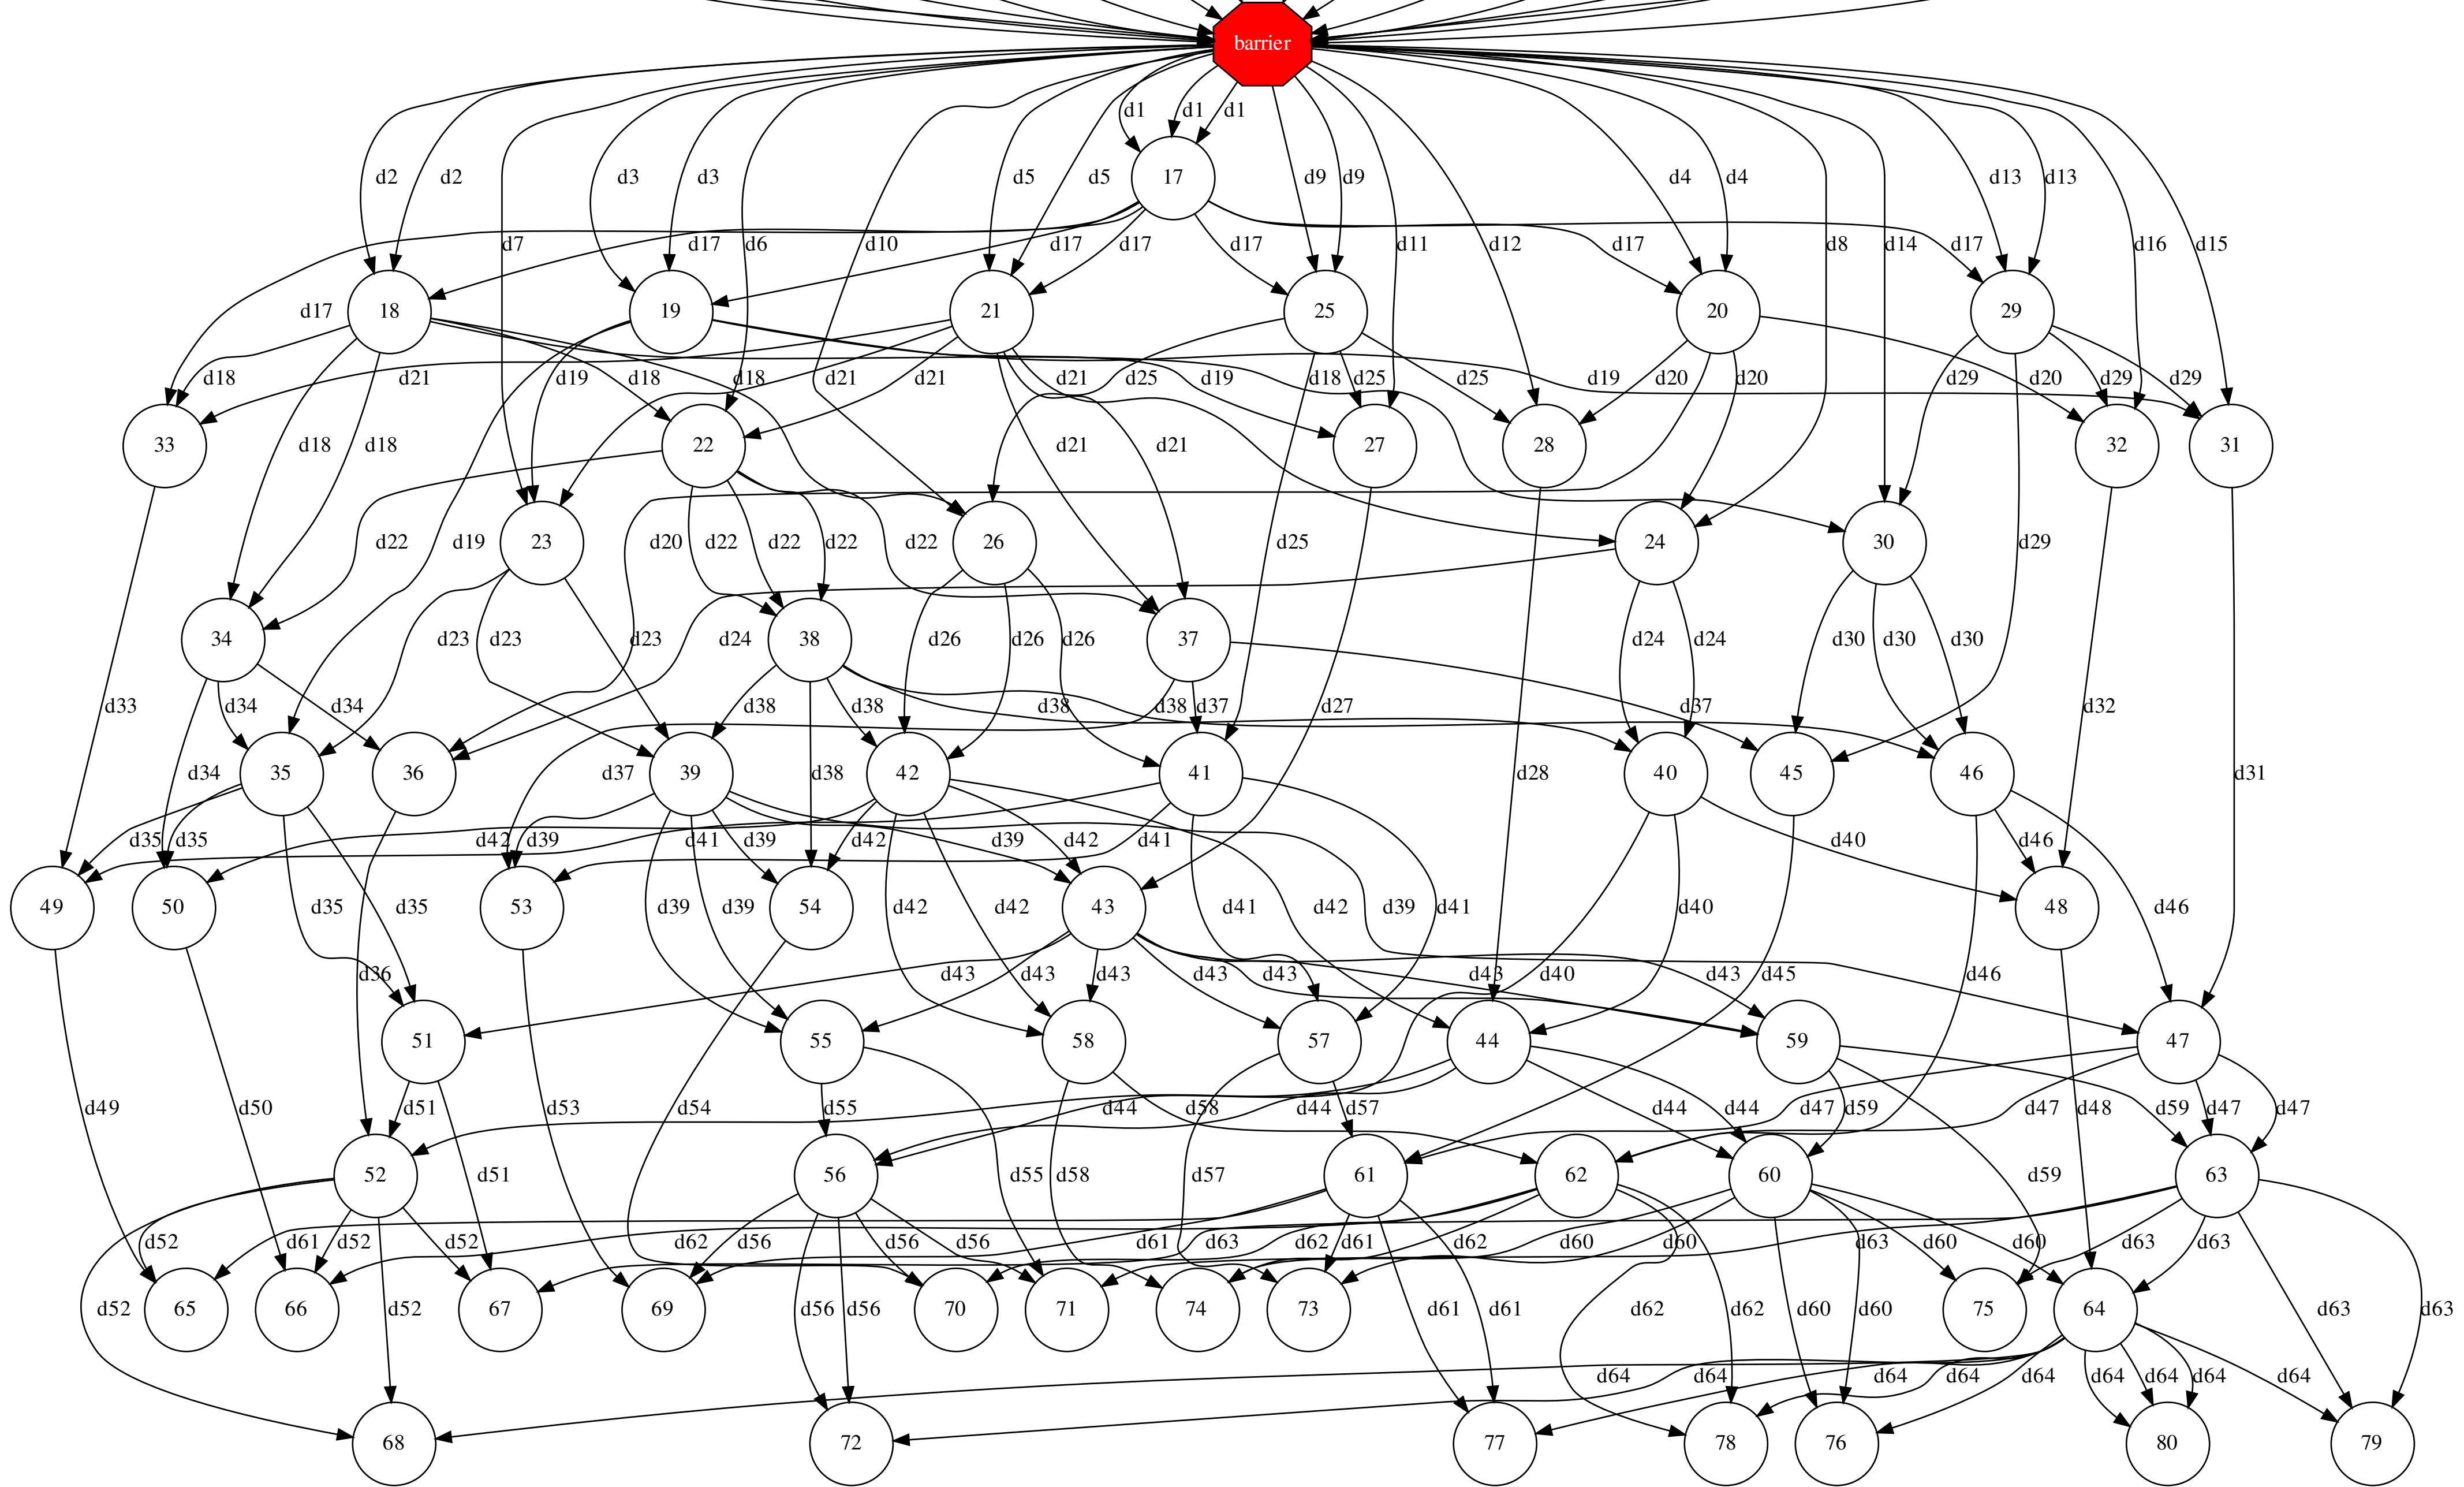 barrier
d1 d1 d1
d2 d2 d3 d3 d5 d5 17 d9 d9 d4 d4 d13 d13
d7 d17 d6 d17 d17 d10 d17 d11 d12 d17 d8 d14 d17 d16 d15
d17 18 19 21 25 20 29
d18 d21 d19 d18 d18 d21 d21 d21 d25 d19 d18 d25 d25 d19 d20 d20 d29 d20 d29 d29
33 d18 d18 22 d21 d21 27 28 32 31
d22 d19 23 d20 d22 d22 d22 d22 26 d25 24 30 d29
34 d23 d23 d23 d24 38 d26 d26 d26 37 d24 d24 d30 d30 d30
d33 d34 d34 d38 d38 d38 d38 d37 d27 d37 d32
d34 35 36 d37 39 d38 42 41 d28 40 45 46 d31
d35 d35 d42 d39 d41 d39 d42 d39 d42 d41 d40 d46
49 50 d35 d35 53 d39 d39 54 d42 d42 43 d41 d42 d39 d41 d40 48 d46
d36 d43 d43 d43 d43 d43 d43 d40 d43 d45 d46
51 55 58 57 44 59 47
d49 d50 d51 d53 d54 d55 d44 d58 d44 d57 d44 d44 d47 d59 d47 d48 d59 d47 d47
52 d51 56 d55 d58 d57 61 62 60 d59 63
d52 d61 d52 d52 d62 d56 d61 d56 d56 d63 d62 d61 d62 d60 d60 d63 d60 d60 d63 d63
d52 65 66 d52 67 69 d56 d56 70 71 74 73 d61 d61 d62 d62 d60 d60 75 64 d63 d63
d64 d64 d64 d64 d64 d64 d64 d64 d64
68 72 77 78 76 80 79